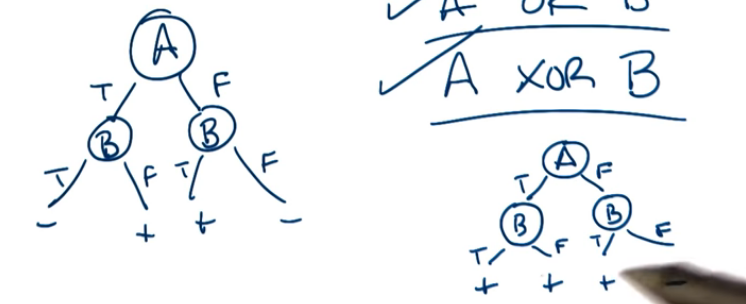 A OR B
A XOR B
A
T F
B B
T F T F
- + + -
A
T F
B B
T F T F
+ + + -